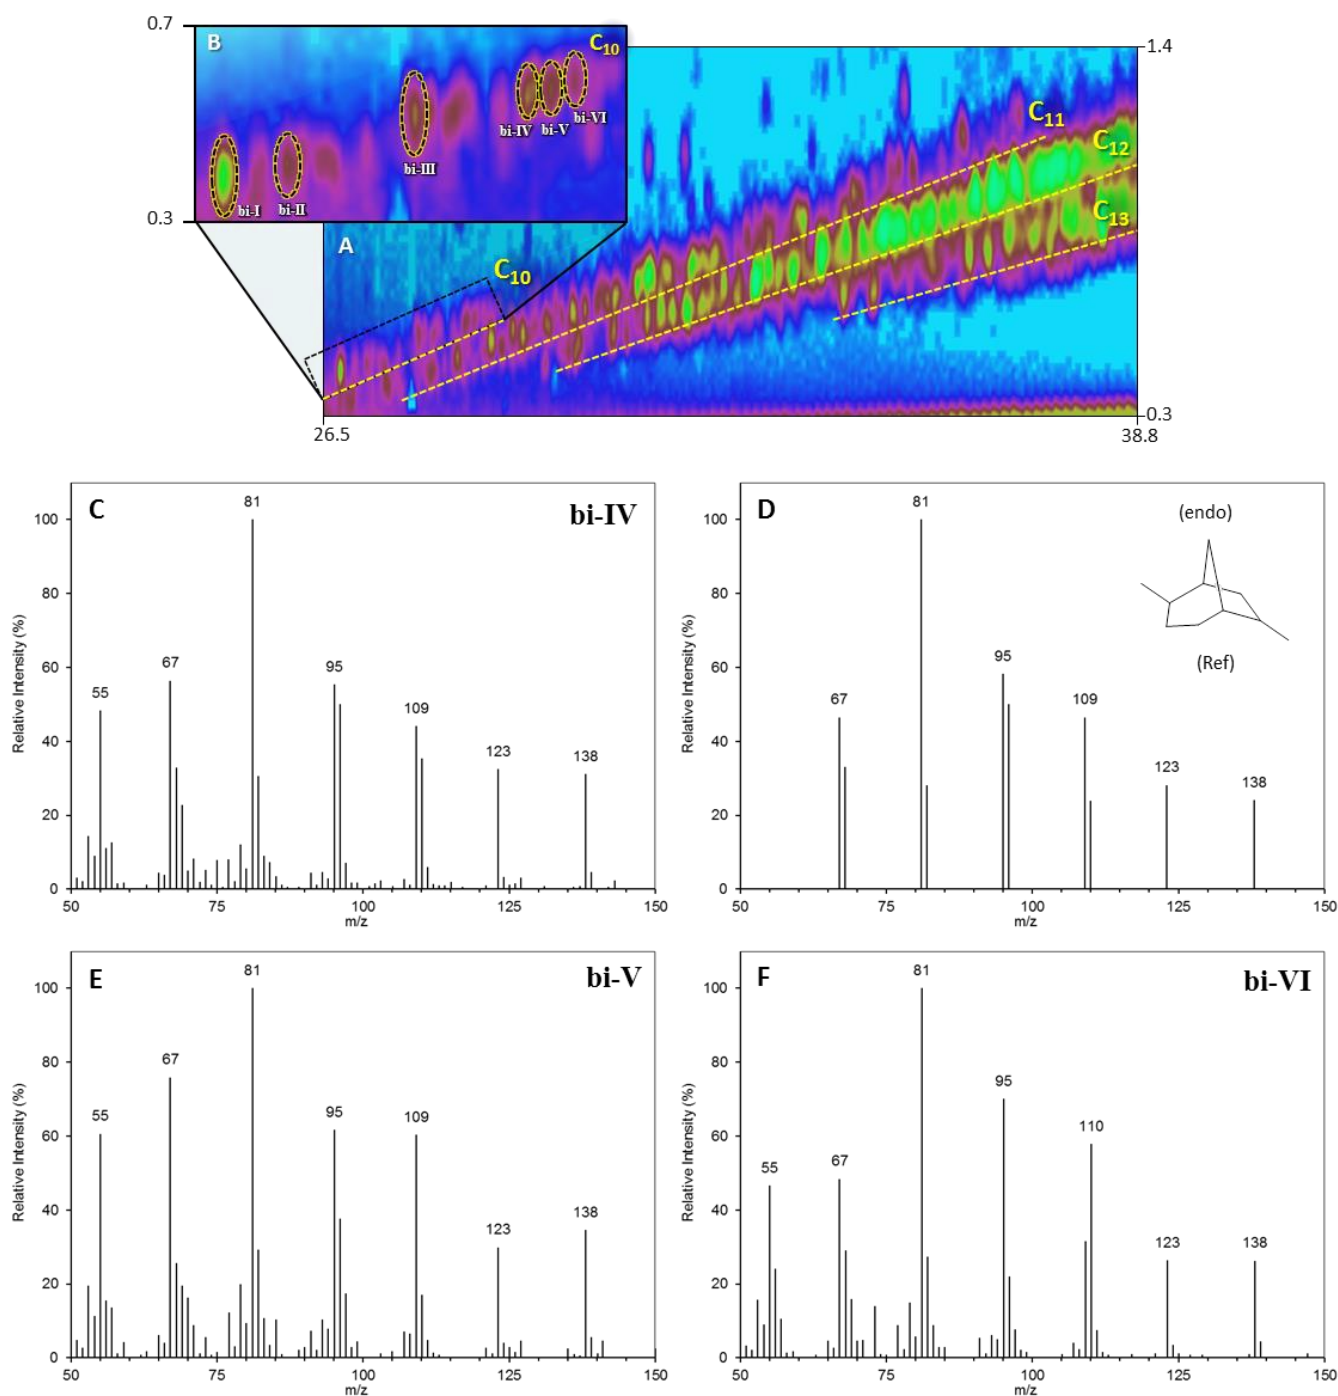 0.7
B
C10
bi-I
bi-II
bi-III
bi-IV
bi-V
bi-VI
0.3
A
C10
C11
C12
C13
1.4
0.3
26.5
38.8
C
bi-IV
Relative Intensity (%)
100
80
60
40
20
0
55
67
81
95
109
123
138
50
75
100
125
150
m/z
D
(endo)
(Ref)
Relative Intensity (%)
100
80
60
40
20
0
67
81
95
109
123
138
50
75
100
125
150
m/z
E
bi-V
Relative Intensity (%)
100
80
60
40
20
0
55
67
81
95
109
123
138
50
75
100
125
150
m/z
F
bi-VI
Relative Intensity (%)
100
80
60
40
20
0
55
67
81
95
110
123
138
50
75
100
125
150
m/z